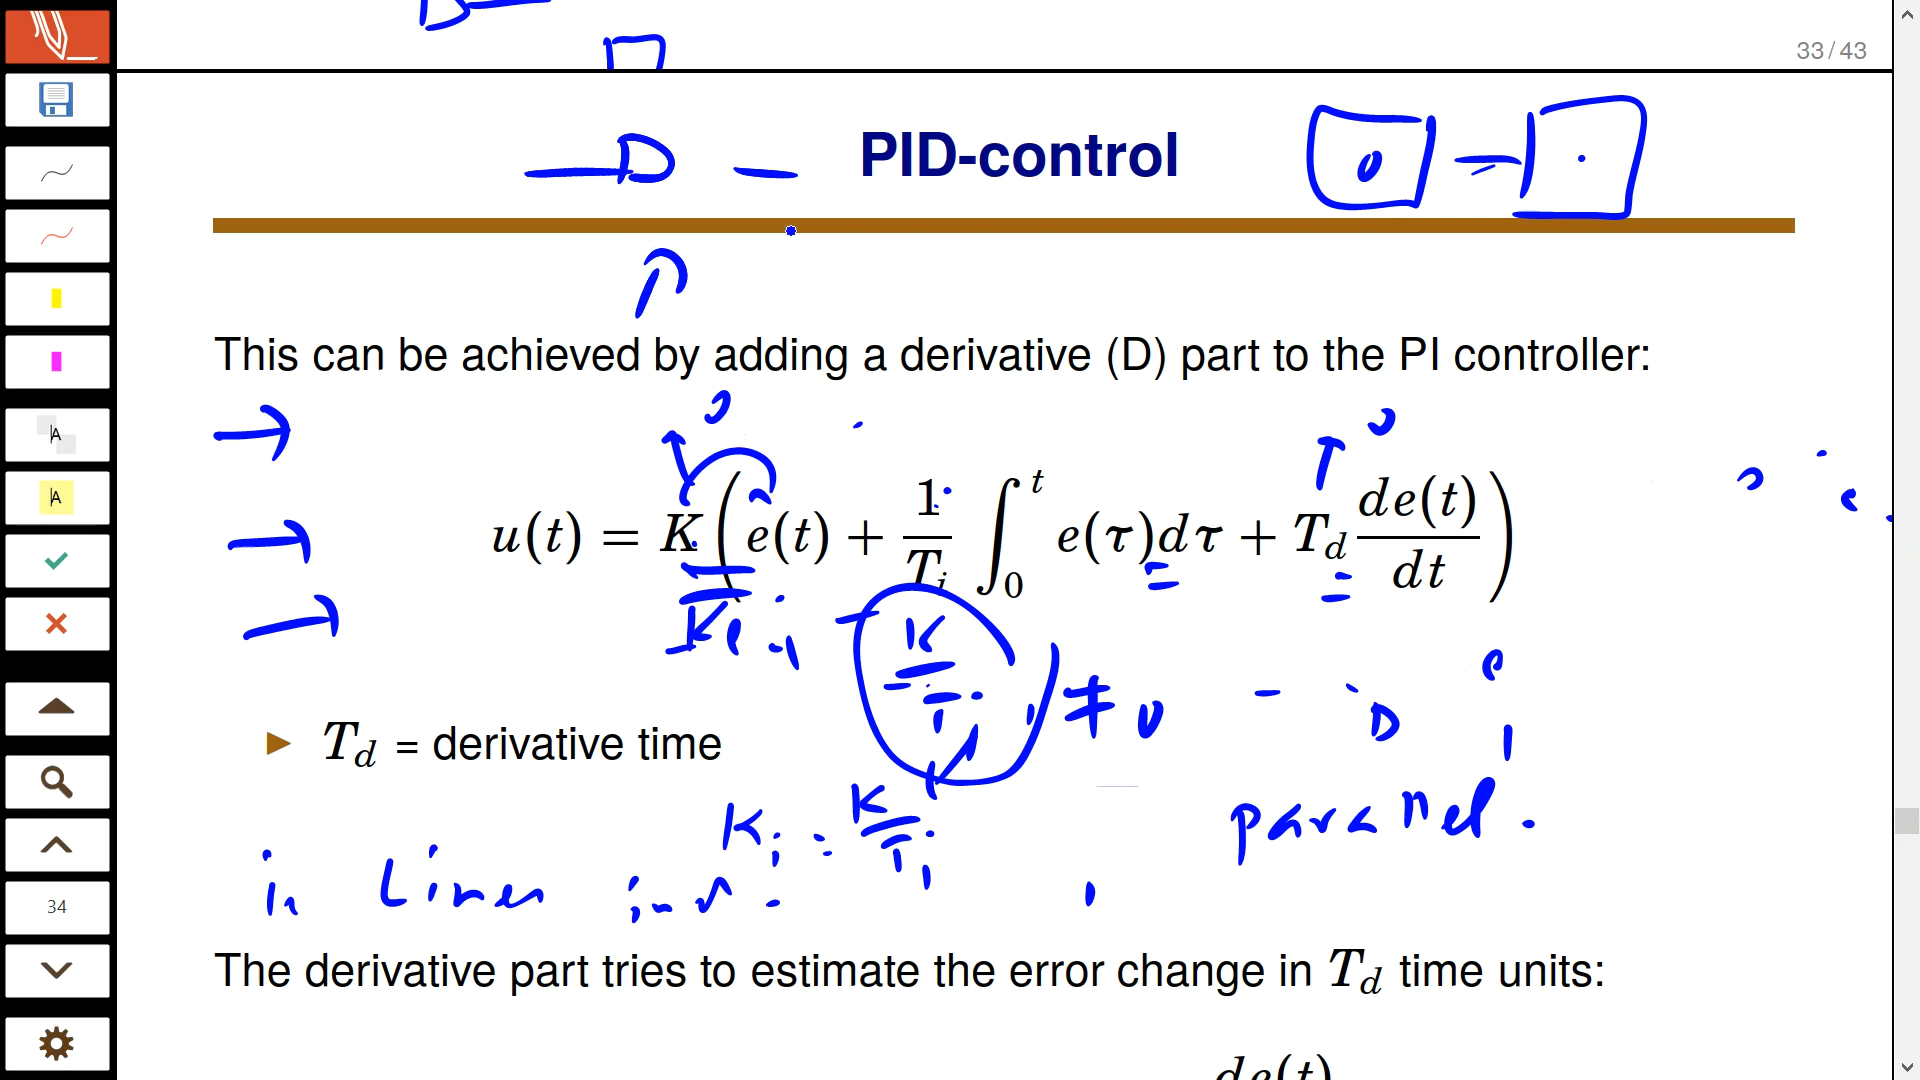 33/43
PID-control
This can be achieved by adding a derivative (D) part to the PI controller:
u(t) = K(e(t) + 1/T_i ∫_0^t e(τ)dτ + T_d de(t)/dt)
K
≠ 0
D
► T_d = derivative time
K_i = K/T_i
parallel.
The derivative part tries to estimate the error change in T_d time units:
de(t)
A
A
34